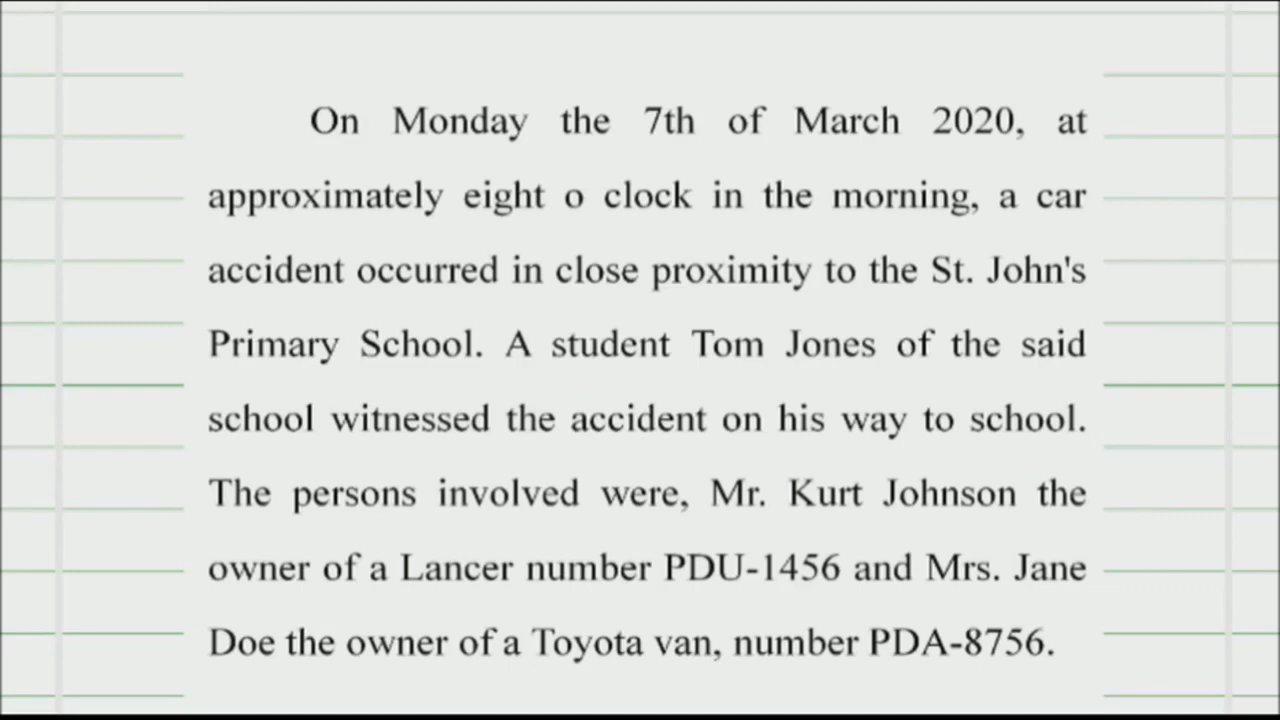 On Monday the 7th of March 2020, at
approximately eight o clock in the morning, a car
accident occurred in close proximity to the St. John's
Primary School. A student Tom Jones of the said
school witnessed the accident on his way to school.
The persons involved were, Mr. Kurt Johnson the
owner of a Lancer number PDU-1456 and Mrs. Jane
Doe the owner of a Toyota van, number PDA-8756.